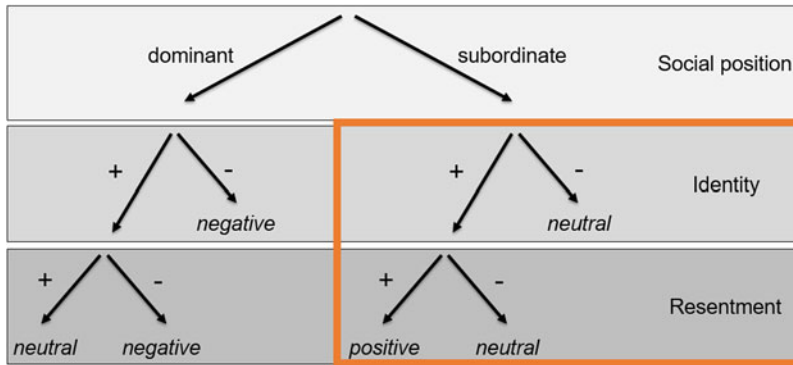 dominant subordinate Social position
+ - + - Identity
negative neutral
+ - + - Resentment
neutral negative positive neutral